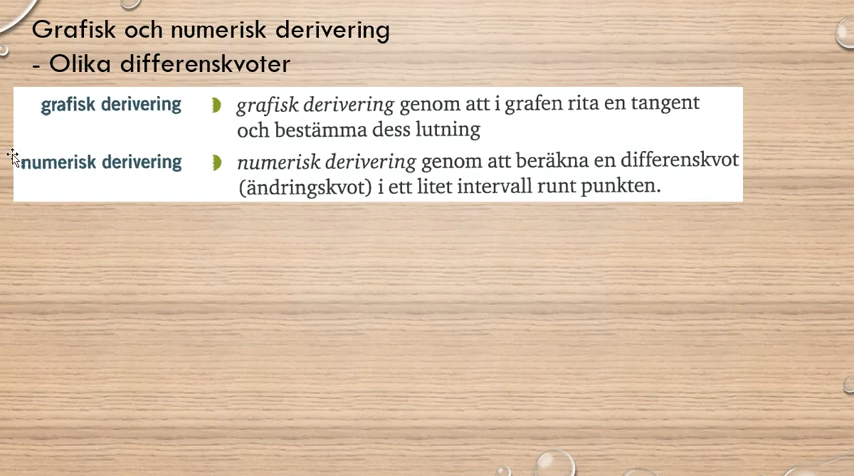 Grafisk och numerisk derivering
- Olika differenskvoter
grafisk derivering grafisk derivering genom att i grafen rita en tangent
och bestämma dess lutning
numerisk derivering numerisk derivering genom att beräkna en differenskvot
(ändringskvot) i ett litet intervall runt punkten.